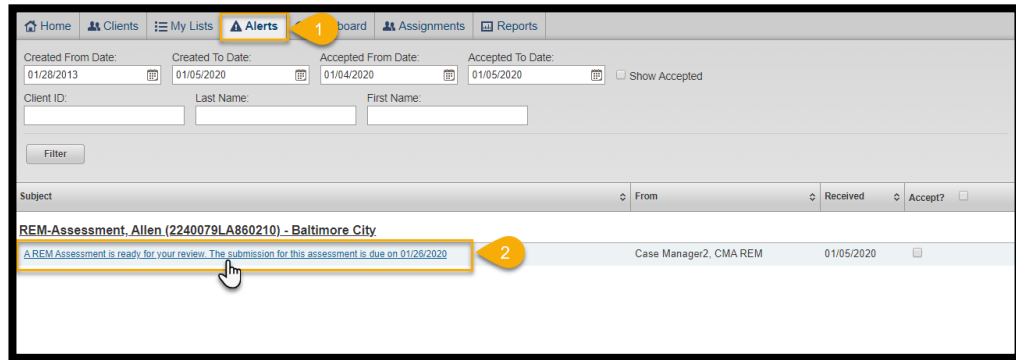 Home Clients My Lists Alerts 1 board Assignments Reports
Created From Date: Created To Date: Accepted From Date: Accepted To Date:
01/28/2013 01/05/2020 01/04/2020 01/05/2020 Show Accepted
Client ID: Last Name: First Name:
Filter
Subject From Received Accept?
REM-Assessment, Allen (2240079LA860210) - Baltimore City
A REM Assessment is ready for your review. The submission for this assessment is due on 01/26/2020 2 Case Manager2, CMA REM 01/05/2020